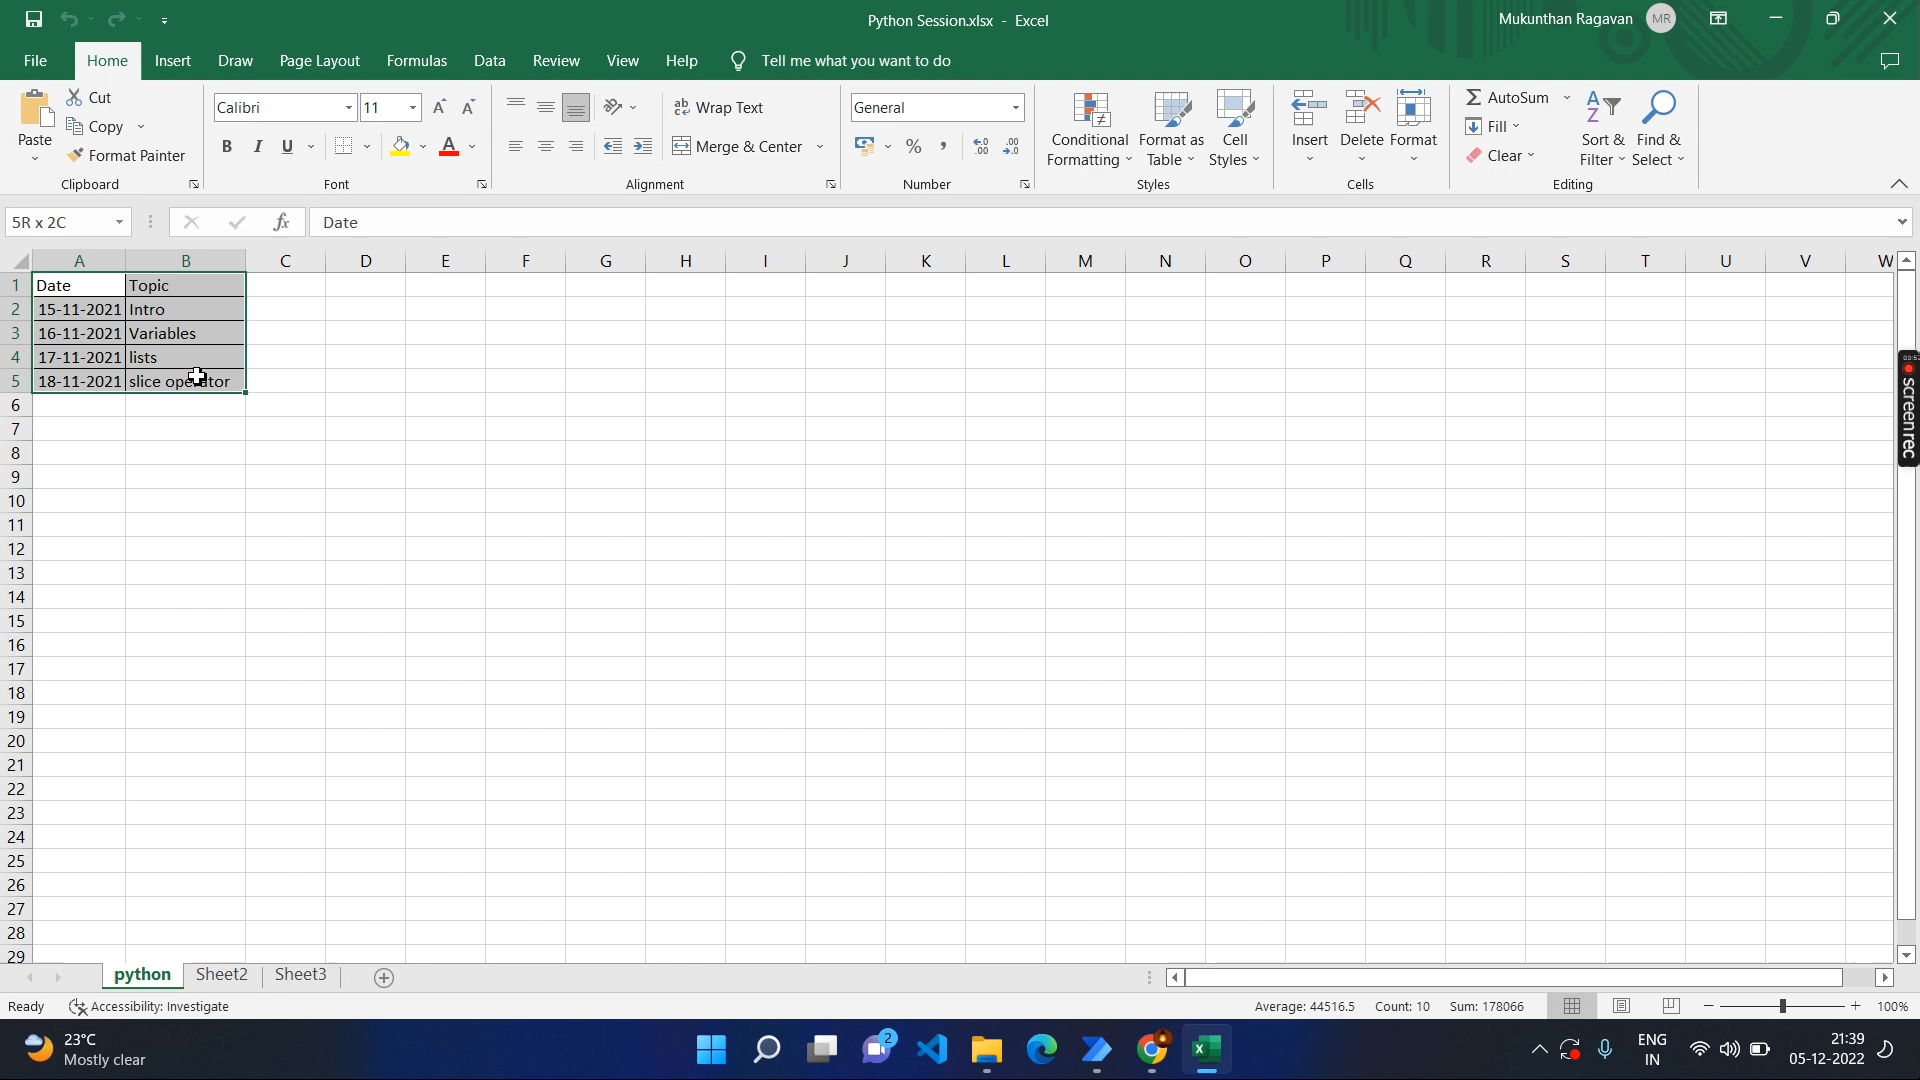 Python Session.xlsx - Excel
Mukunthan Ragavan MR
File Home Insert Draw Page Layout Formulas Data Review View Help Tell me what you want to do
Paste
Cut
Copy
Format Painter
Clipboard
Calibri 11
B I U
Font
Wrap Text
Merge & Center
Alignment
General
Number
Conditional Formatting
Format as Table
Cell Styles
Styles
Insert Delete Format
Cells
AutoSum
Fill
Clear
Sort & Filter
Find & Select
Editing
5R x 2C fx Date
A B C D E F G H I J K L M N O P Q R S T U V W
1 Date Topic
2 15-11-2021 Intro
3 16-11-2021 Variables
4 17-11-2021 lists
5 18-11-2021 slice operator
6
7
8
9
10
11
12
13
14
15
16
17
18
19
20
21
22
23
24
25
26
27
28
29
screenrec
python Sheet2 Sheet3
Ready Accessibility: Investigate Average: 44516.5 Count: 10 Sum: 178066 100%
23°C
Mostly clear
2
ENG
IN
21:39
05-12-2022